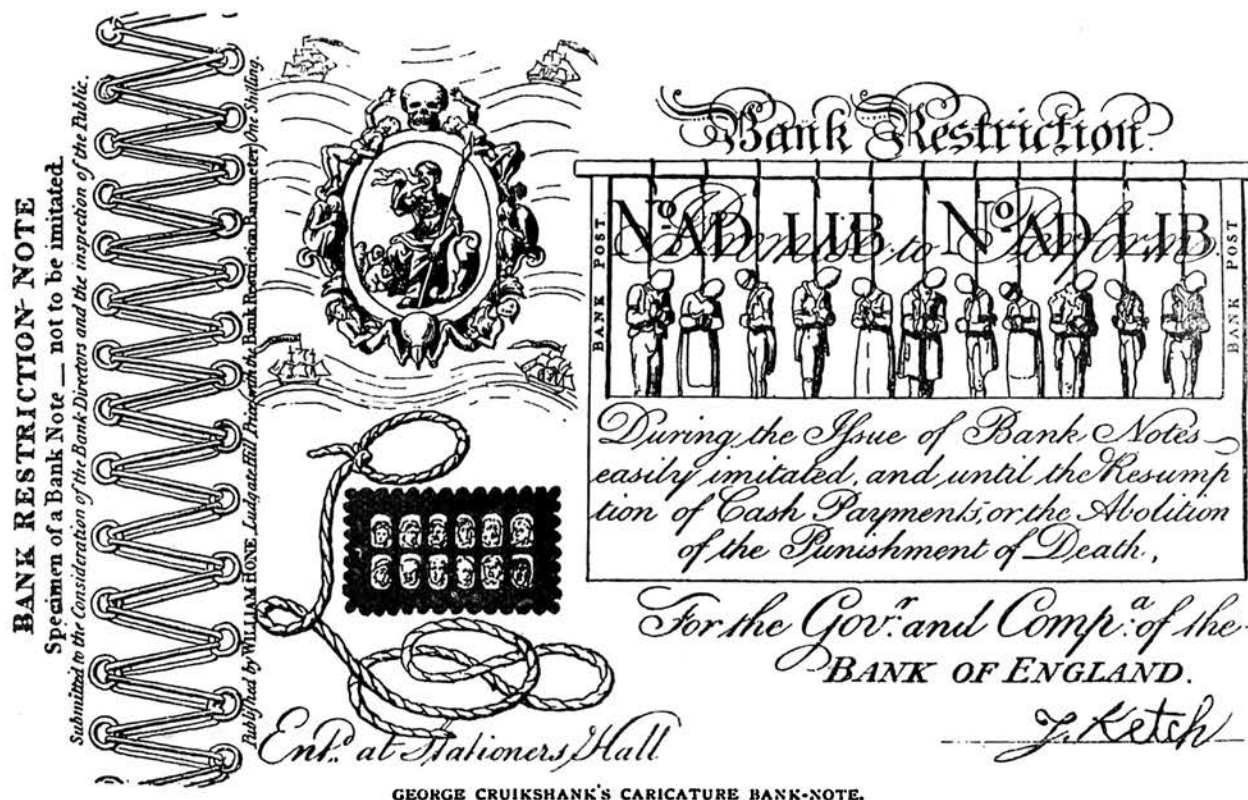 BANK RESTRICTION NOTE
Specimen of a Bank Note — not to be imitated.
Submitted to the Consideration of the Bank Directors and the inspection of the Public.
Published by WILLIAM HONE, Ludgate Hill, Price with the Bank Restriction Barometer, One Shilling.
Bank Restriction.
BANK POST
No. AD LIB No. AD LIB
Promise to Perform
BANK POST
During the Issue of Bank Notes
easily imitated, and until the Resump
tion of Cash Payments, or the Abolition
of the Punishment of Death,
For the Govr. and Compa. of the
BANK OF ENGLAND.
J. Ketch
Entd. at Stationers Hall
GEORGE CRUIKSHANK'S CARICATURE BANK-NOTE.